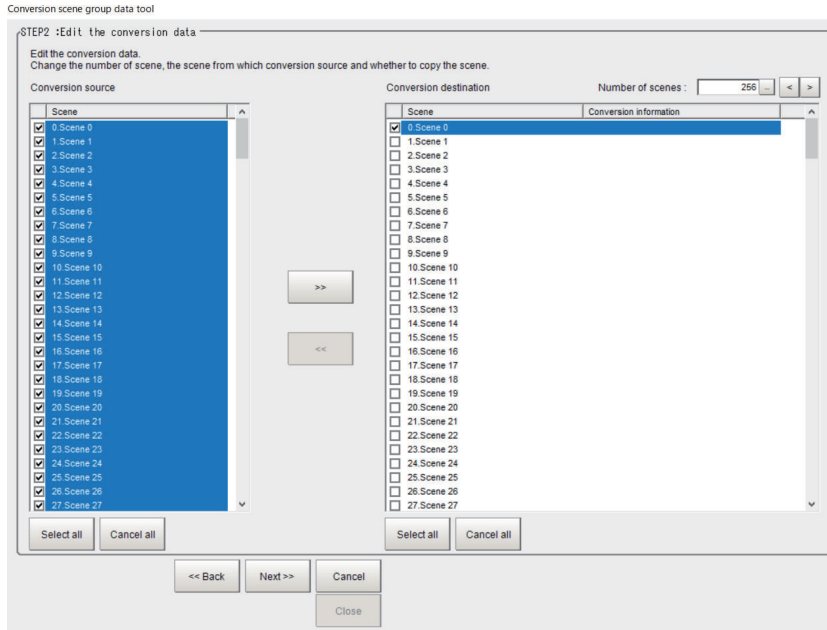 Conversion scene group data tool
STEP2 :Edit the conversion data
Edit the conversion data.
Change the number of scene, the scene from which conversion source and whether to copy the scene.
Conversion source
Scene
0.Scene 0
1.Scene 1
2.Scene 2
3.Scene 3
4.Scene 4
5.Scene 5
6.Scene 6
7.Scene 7
8.Scene 8
9.Scene 9
10.Scene 10
11.Scene 11
12.Scene 12
13.Scene 13
14.Scene 14
15.Scene 15
16.Scene 16
17.Scene 17
18.Scene 18
19.Scene 19
20.Scene 20
21.Scene 21
22.Scene 22
23.Scene 23
24.Scene 24
25.Scene 25
26.Scene 26
27.Scene 27
Select all Cancel all
>>
<<
Conversion destination Number of scenes : 256 ... < >
Scene Conversion information
0.Scene 0
1.Scene 1
2.Scene 2
3.Scene 3
4.Scene 4
5.Scene 5
6.Scene 6
7.Scene 7
8.Scene 8
9.Scene 9
10.Scene 10
11.Scene 11
12.Scene 12
13.Scene 13
14.Scene 14
15.Scene 15
16.Scene 16
17.Scene 17
18.Scene 18
19.Scene 19
20.Scene 20
21.Scene 21
22.Scene 22
23.Scene 23
24.Scene 24
25.Scene 25
26.Scene 26
27.Scene 27
Select all Cancel all
<< Back Next >> Cancel
Close